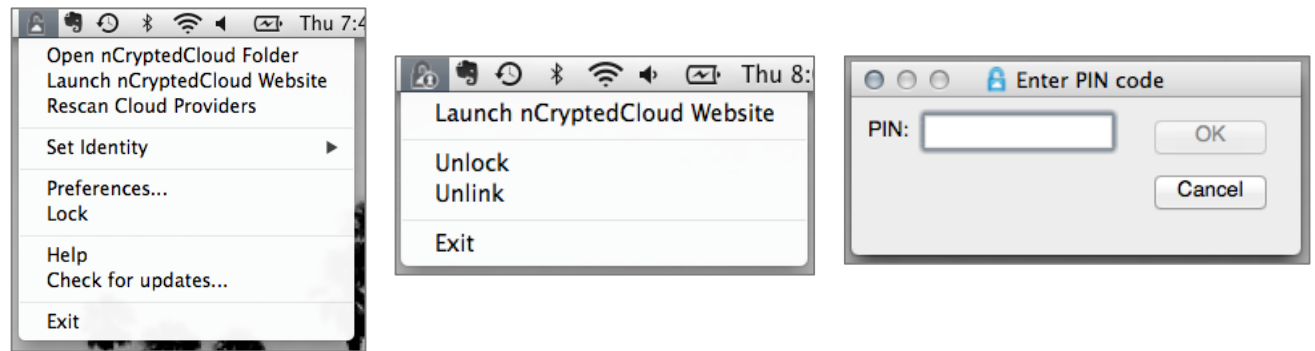 Thu 7:4
Open nCryptedCloud Folder
Launch nCryptedCloud Website
Rescan Cloud Providers
Set Identity
Preferences...
Lock
Help
Check for updates...
Exit
Thu 8:
Launch nCryptedCloud Website
Unlock
Unlink
Exit
Enter PIN code
PIN:
OK
Cancel